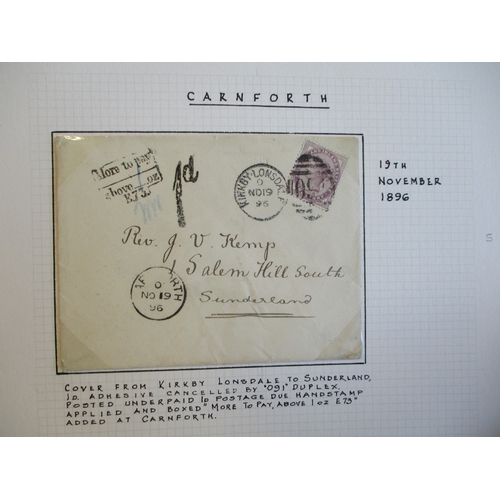 CARNFORTH
19TH
NOVEMBER
1896
More to pay
above oz
E73
1d
KIRKBY-LONSDALE
NO 19
96
Rev. J. V. Kemp
1 Salem Hill South
Sunderland
NO 19
96
COVER FROM KIRKBY LONSDALE TO SUNDERLAND,
1D. ADHESIVE CANCELLED BY "091" DUPLEX.
POSTED UNDERPAID 1D POSTAGE DUE HANDSTAMP
APPLIED AND BOXED "MORE TO PAY, ABOVE 1 OZ E73"
ADDED AT CARNFORTH.